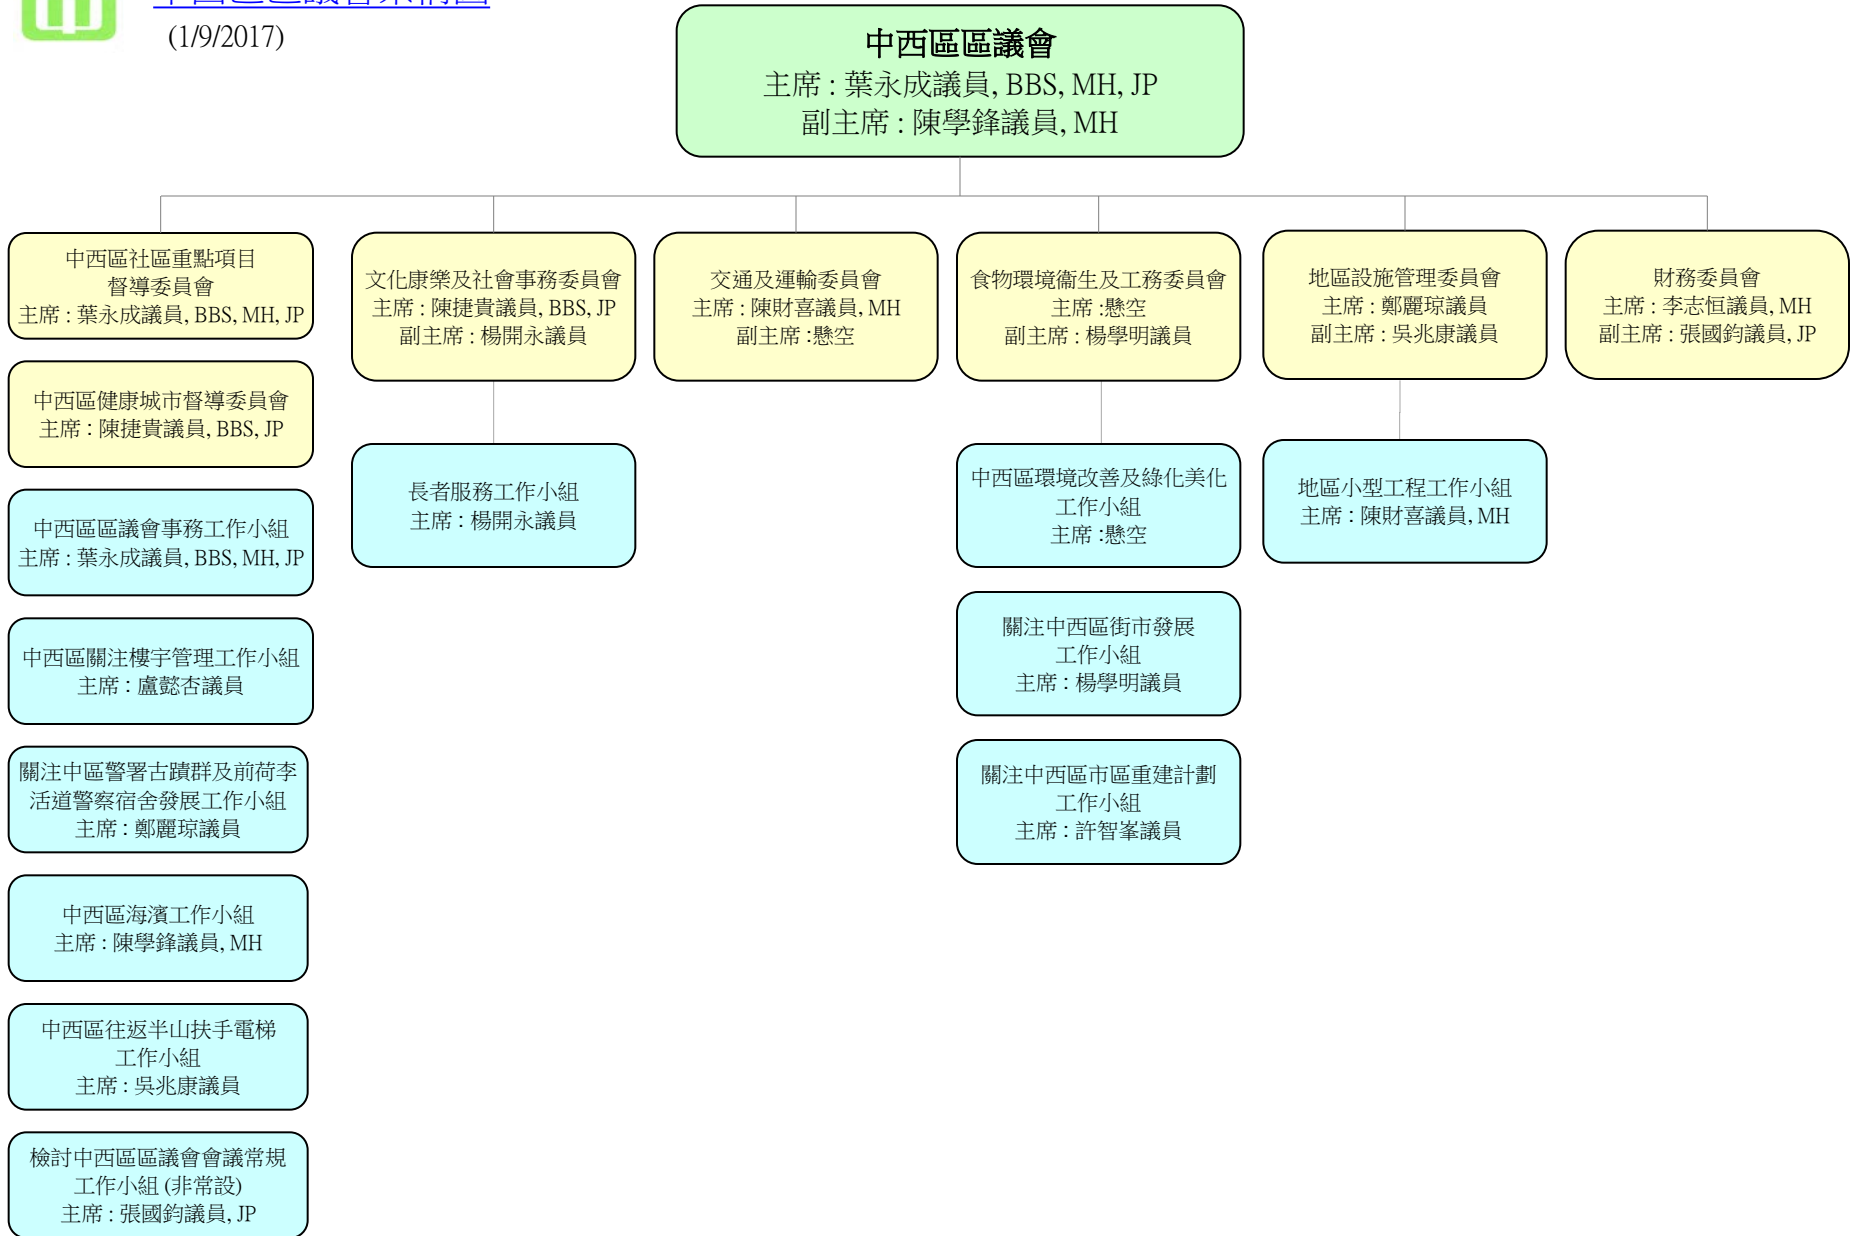 (1/9/2017)
中西區區議會
主席 : 葉永成議員, BBS, MH, JP
副主席 : 陳學鋒議員, MH
中西區社區重點項目
督導委員會
主席 : 葉永成議員, BBS, MH, JP
文化康樂及社會事務委員會
主席 : 陳捷貴議員, BBS, JP
副主席 : 楊開永議員
交通及運輸委員會
主席 : 陳財喜議員, MH
副主席 :懸空
食物環境衞生及工務委員會
主席 :懸空
副主席 : 楊學明議員
地區設施管理委員會
主席 : 鄭麗琼議員
副主席 : 吳兆康議員
財務委員會
主席 : 李志恒議員, MH
副主席 : 張國鈞議員, JP
中西區健康城市督導委員會
主席 : 陳捷貴議員, BBS, JP
中西區區議會事務工作小組
主席 : 葉永成議員, BBS, MH, JP
中西區關注樓宇管理工作小組
主席 : 盧懿杏議員
關注中區警署古蹟群及前荷李
活道警察宿舍發展工作小組
主席 : 鄭麗琼議員
中西區海濱工作小組
主席 : 陳學鋒議員, MH
中西區往返半山扶手電梯
工作小組
主席 : 吳兆康議員
檢討中西區區議會會議常規
工作小組 (非常設)
主席 : 張國鈞議員, JP
長者服務工作小組
主席 : 楊開永議員
中西區環境改善及綠化美化
工作小組
主席 :懸空
關注中西區街市發展
工作小組
主席 : 楊學明議員
關注中西區市區重建計劃
工作小組
主席 : 許智峯議員
地區小型工程工作小組
主席 : 陳財喜議員, MH